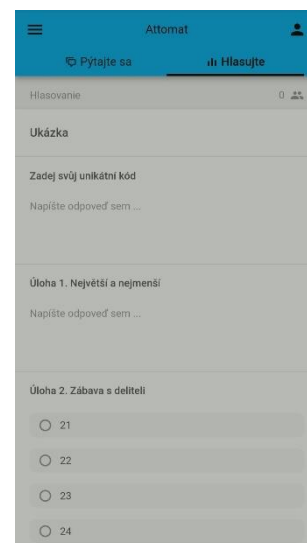 Attomat
Pýtajte sa
Hlasujte
Hlasovanie 0
Ukázka
Zadej svůj unikátní kód
Napíšte odpoveď sem ...
Úloha 1. Největší a nejmenší
Napíšte odpoveď sem ...
Úloha 2. Zábava s děliteli
21
22
23
24